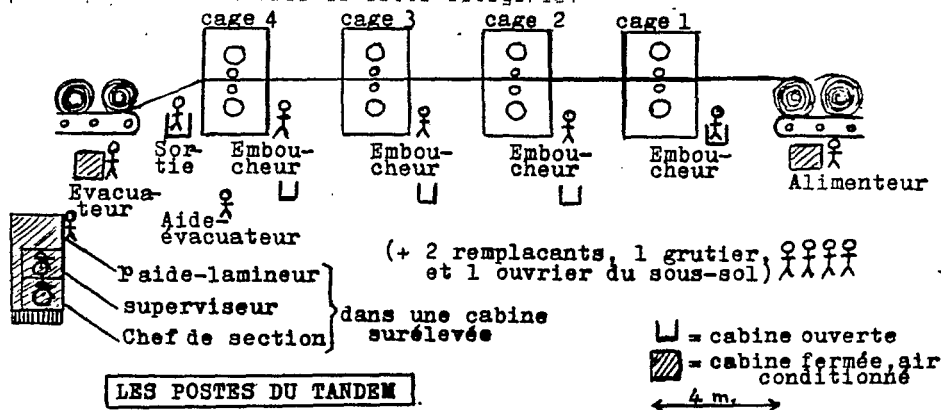 cage 4 cage 3 cage 2 cage 1
Sor-
tie
Embou-
cheur
Embou-
cheur
Embou-
cheur
Embou-
cheur
Alimenteur
Evacua-
teur
Aide-
évacuateur
(+ 2 remplacants, 1 grutier,
et 1 ouvrier du sous-sol)
aide-lamineur
superviseur
Chef de section
dans une cabine
surélevée
= cabine ouverte
= cabine fermée, air
conditionné
4 m.
LES POSTES DU TANDEM